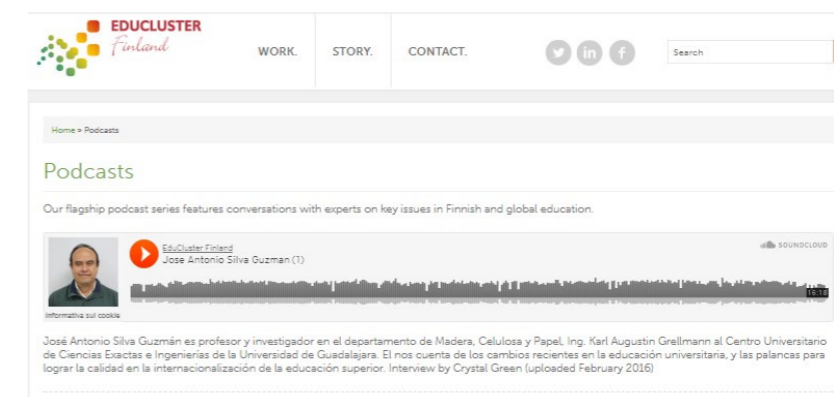 EDUCLUSTER
Finland
WORK.
STORY.
CONTACT.
Search
Home » Podcasts
Podcasts
Our flagship podcast series features conversations with experts on key issues in Finnish and global education.
EduCluster Finland
Jose Antonio Silva Guzman (1)
SOUNDCLOUD
16:18
Informativa sui cookie
José Antonio Silva Guzmán es profesor y investigador en el departamento de Madera, Celulosa y Papel, Ing. Karl Augustin Grellmann al Centro Universitario
de Ciencias Exactas e Ingenierías de la Universidad de Guadalajara. El nos cuenta de los cambios recientes en la educación universitaria, y las palancas para
lograr la calidad en la internacionalización de la educación superior. Interview by Crystal Green (uploaded February 2016)